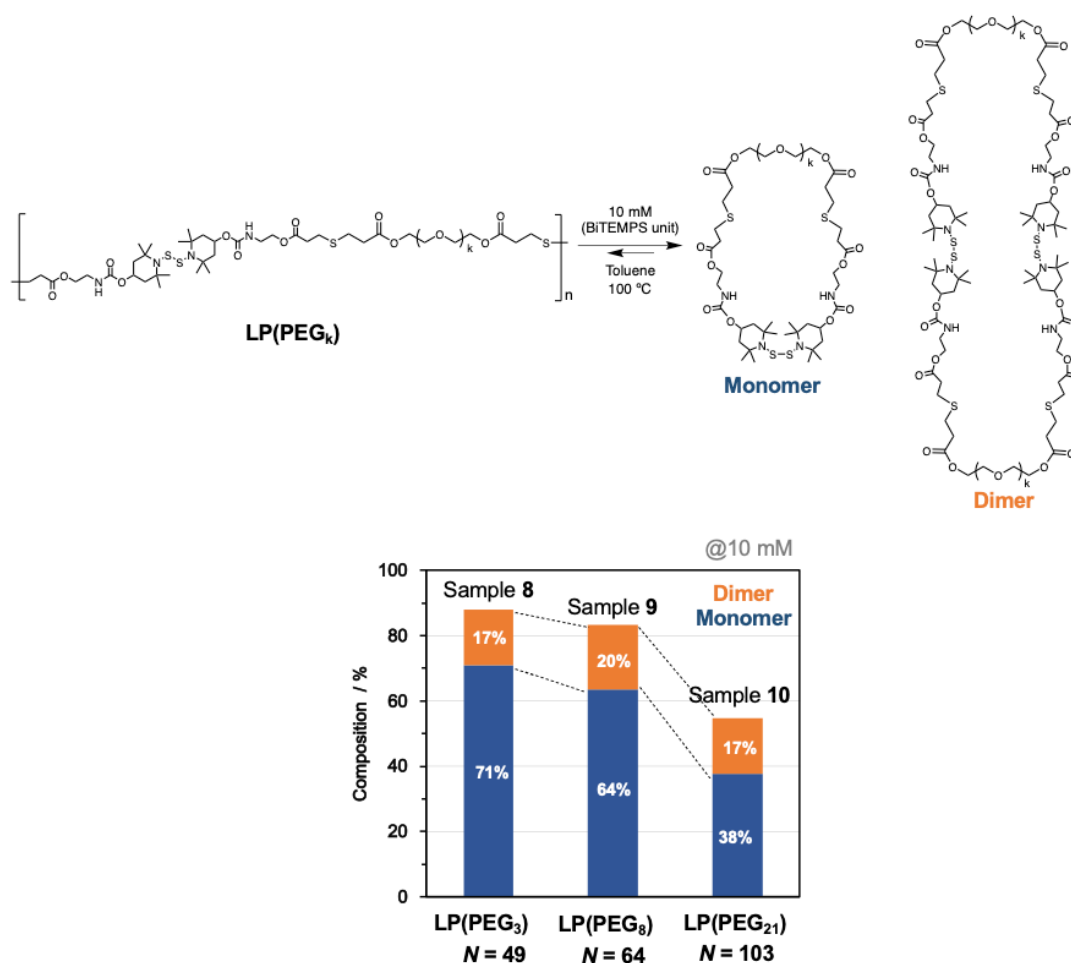 10 mM
(BiTEMPS unit)
Toluene
100 ºC
n
LP(PEGk)
Monomer
Dimer
@10 mM
Composition / %
100
80
60
40
20
0
Dimer
Monomer
Sample 8
17%
71%
Sample 9
20%
64%
Sample 10
17%
38%
LP(PEG3)
LP(PEG8)
LP(PEG21)
N = 49
N = 64
N = 103